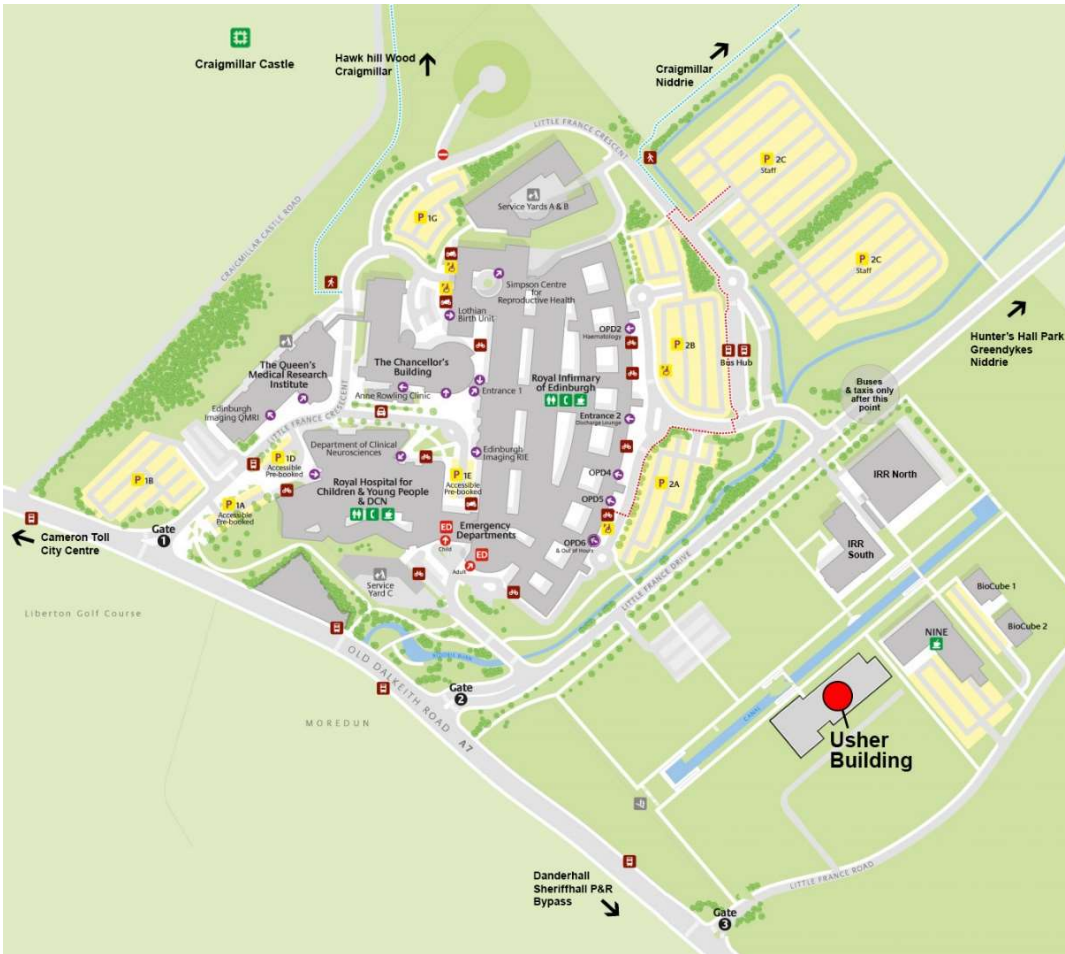 Craigmillar Castle
Hawk hill Wood
Craigmillar
Craigmillar
Niddrie
LITTLE FRANCE CRESCENT
CRAIGMILLAR CASTLE ROAD
P 2C
Staff
P 2C
Staff
Service Yards A & B
P 1G
Simpson Centre
for
Reproductive Health
Lothian
Birth Unit
OPD2
Haematology
P 2B
Bus Hub
Hunter's Hall Park
Greendykes
Niddrie
The Queen's
Medical Research
Institute
The Chancellor's
Building
Royal Infirmary
of Edinburgh
Anne Rowling Clinic
Entrance 1
Buses
& taxis only
after this
point
Edinburgh
Imaging QMRI
LITTLE FRANCE CRESCENT
Entrance 2
Discharge Lounge
Department of Clinical
Neurosciences
Edinburgh
Imaging RIE
P 1D
Accessible
Pre-booked
P 1E
Accessible
Pre-booked
OPD4
IRR North
P 1B
Royal Hospital for
Children & Young People
& DCN
P 2A
OPD5
P 1A
Accessible
Pre-booked
Gate
1
Cameron Toll
City Centre
ED
Child
Emergency
Departments
ED
Adult
OPD6
& Out of Hours
IRR
South
Service
Yard C
LITTLE FRANCE DRIVE
BioCube 1
BioCube 2
Liberton Golf Course
NINE
OLD DALKEITH ROAD A7
Gate
2
MOREDUN
CANAL
Usher
Building
Danderhall
Sheriffhall P&R
Bypass
LITTLE FRANCE ROAD
Gate
3